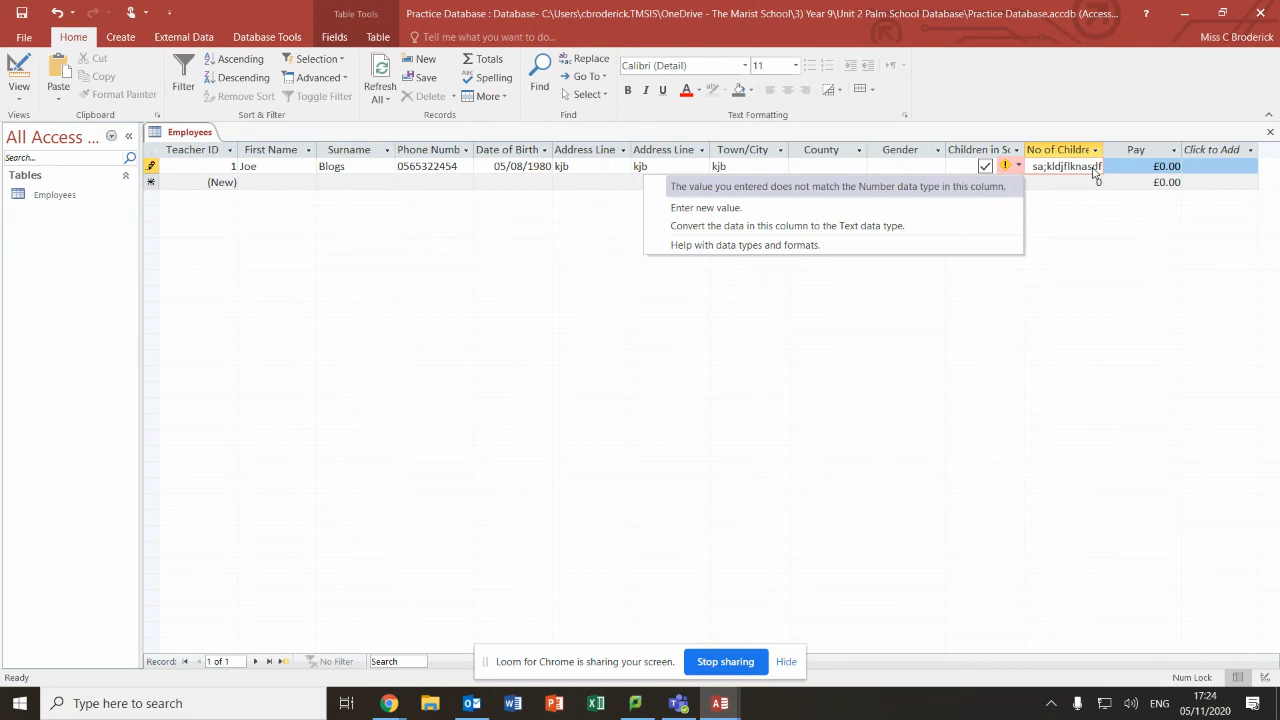 Table Tools
Practice Database : Database- C:\Users\cbroderick.TMSIS\OneDrive - The Marist School\3) Year 9\Unit 2 Palm School Database\Practice Database.accdb (Acces...
File Home Create External Data Database Tools Fields Table Tell me what you want to do... Miss C Broderick
View
Paste
Cut
Copy
Format Painter
Clipboard
Filter
Ascending
Descending
Remove Sort
Selection
Advanced
Toggle Filter
Sort & Filter
Refresh
All
New
Save
Delete
Totals
Spelling
More
Records
Find
Replace
Go To
Select
Find
Calibri (Detail) 11
B I U A
Text Formatting
All Access ...
Search...
Tables
Employees
Employees
Teacher ID First Name Surname Phone Numb Date of Birth Address Line Address Line Town/City County Gender Children in Sc No of Childre Pay Click to Add
1 Joe Blogs 0565322454 05/08/1980 kjb kjb kjb sa;kldjflknasdf £0.00
(New) 0 £0.00
The value you entered does not match the Number data type in this column.
Enter new value.
Convert the data in this column to the Text data type.
Help with data types and formats.
Record: 1 of 1 No Filter Search
Loom for Chrome is sharing your screen. Stop sharing Hide
Ready Num Lock
Type here to search
17:24
05/11/2020